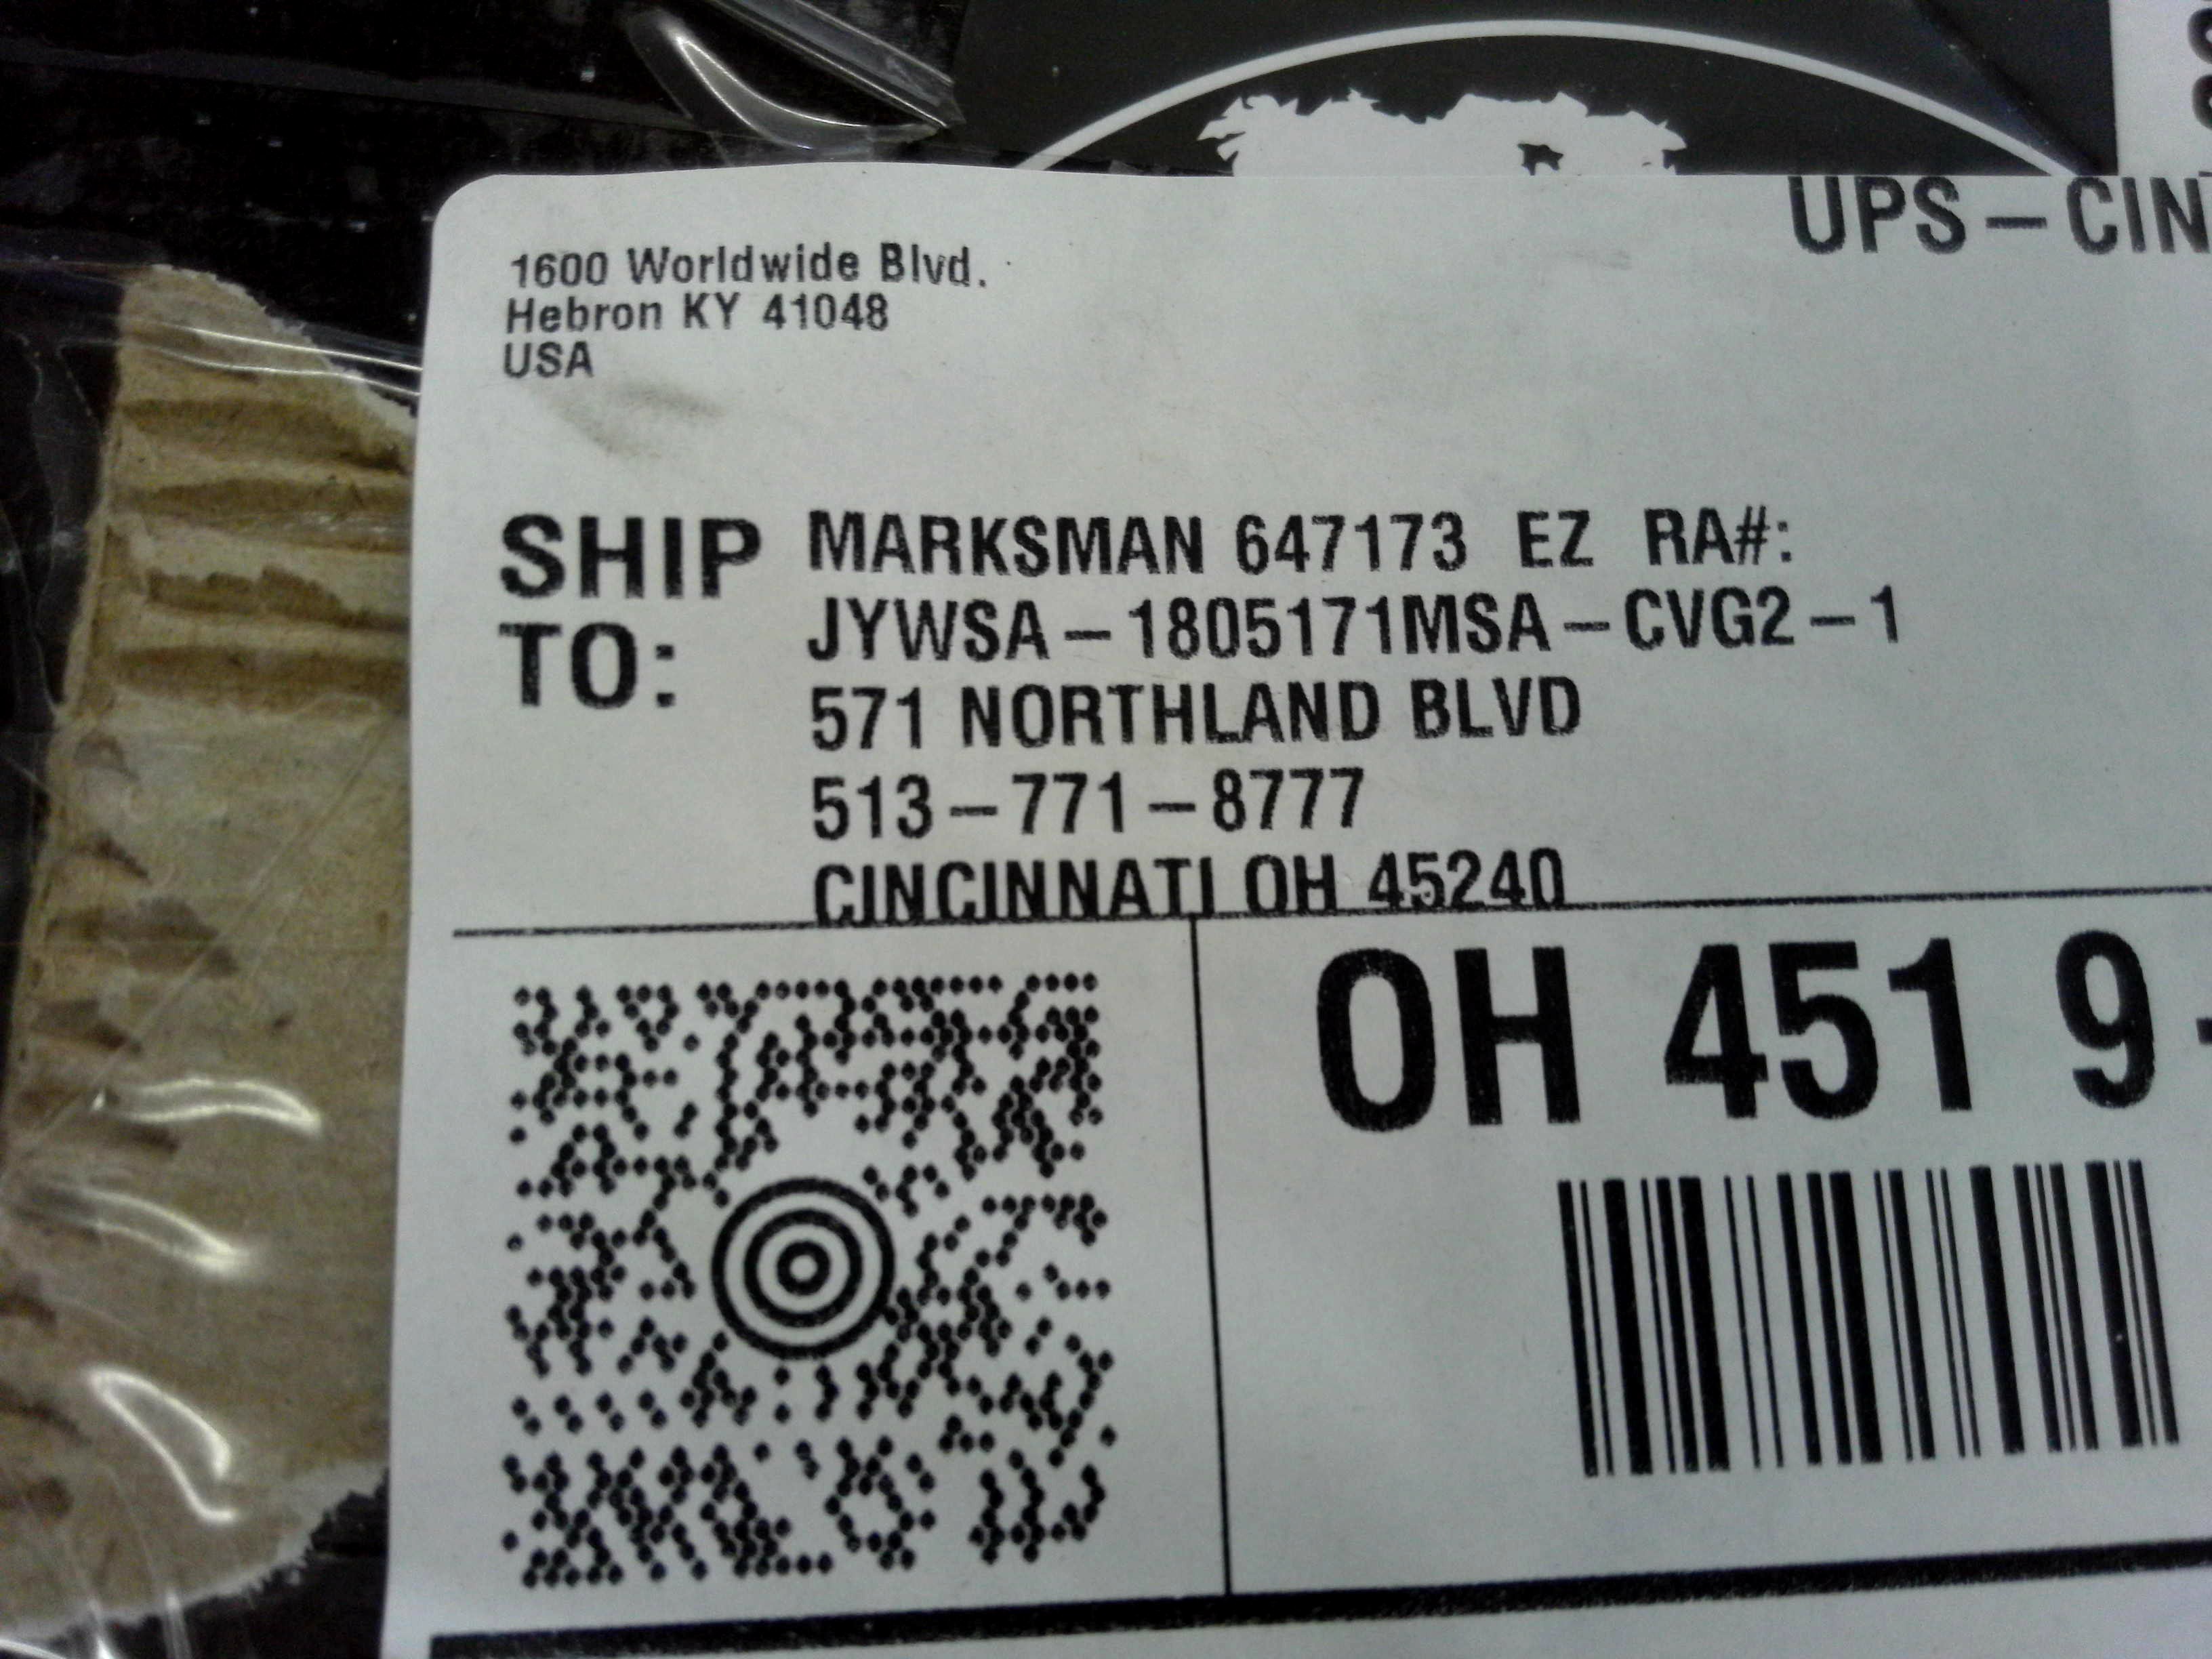 UPS – CIN
1600 Worldwide Blvd.
Hebron KY 41048
USA
SHIP TO:
MARKSMAN 647173 EZ RA#:
JYWSA – 1805171MSA – CVG2 – 1
571 NORTHLAND BLVD
513 – 771 – 8777
CINCINNATI OH 45240
OH 451 9 -